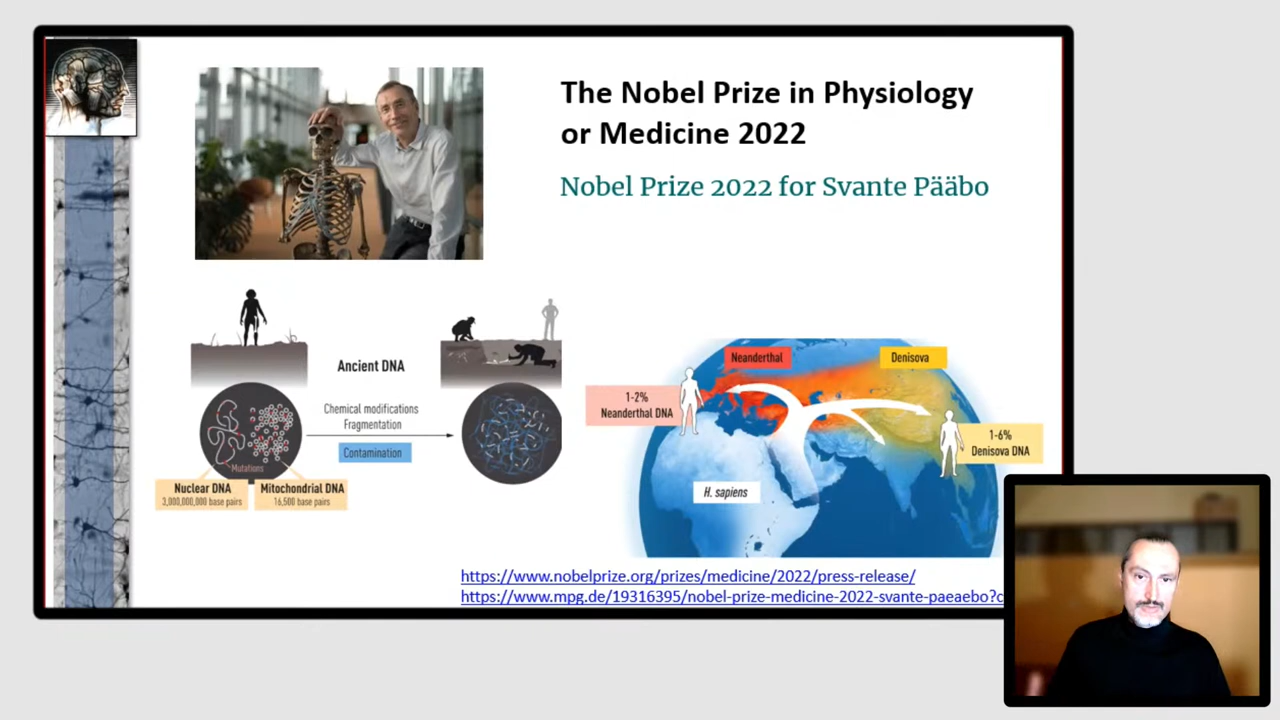 The Nobel Prize in Physiology
or Medicine 2022
Nobel Prize 2022 for Svante Pääbo
Ancient DNA
Chemical modifications
Fragmentation
Contamination
Mutations
Nuclear DNA
3,000,000,000 base pairs
Mitochondrial DNA
16,500 base pairs
Neanderthal
Denisova
1-2%
Neanderthal DNA
1-6%
Denisova DNA
H. sapiens
https://www.nobelprize.org/prizes/medicine/2022/press-release/
https://www.mpg.de/19316395/nobel-prize-medicine-2022-svante-paeaebo?c